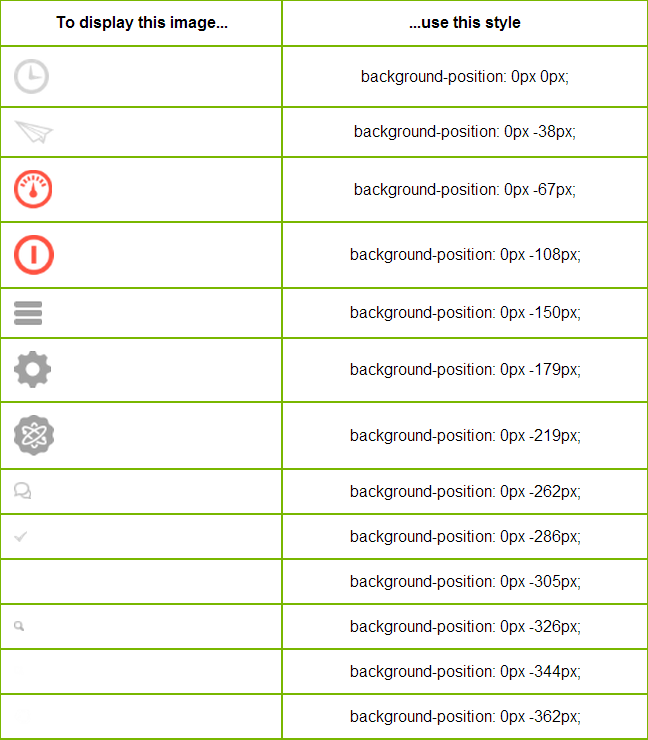 To display this image...
...use this style
background-position: 0px 0px;
background-position: 0px -38px;
background-position: 0px -67px;
background-position: 0px -108px;
background-position: 0px -150px;
background-position: 0px -179px;
background-position: 0px -219px;
background-position: 0px -262px;
background-position: 0px -286px;
background-position: 0px -305px;
background-position: 0px -326px;
background-position: 0px -344px;
background-position: 0px -362px;